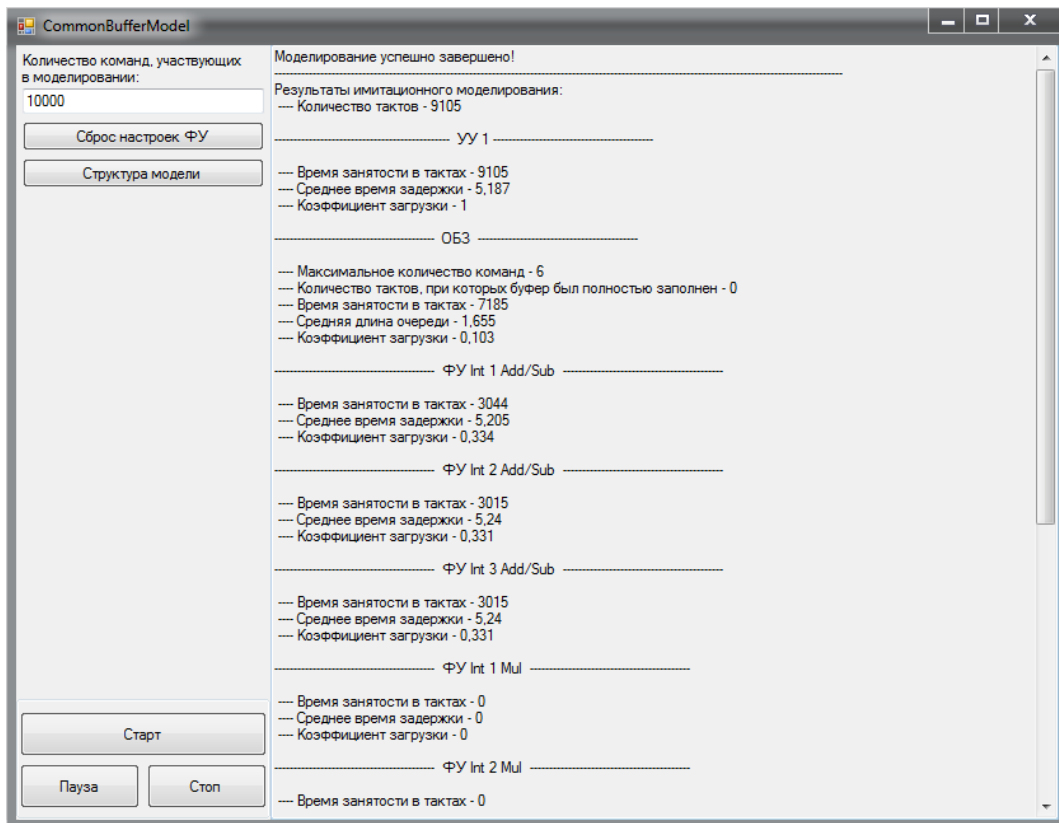 CommonBufferModel
Количество команд, участвующих
в моделировании:
10000
Сброс настроек ФУ
Структура модели
Старт
Пауза
Стоп
Моделирование успешно завершено!
Результаты имитационного моделирования:
---- Количество тактов - 9105
---------------------------------------- УУ 1 ----------------------------------------
---- Время занятости в тактах - 9105
---- Среднее время задержки - 5,187
---- Коэффициент загрузки - 1
---------------------------------------- ОБЗ ----------------------------------------
---- Максимальное количество команд - 6
---- Количество тактов, при которых буфер был полностью заполнен - 0
---- Время занятости в тактах - 7185
---- Средняя длина очереди - 1,655
---- Коэффициент загрузки - 0,103
---------------------------------------- ФУ Int 1 Add/Sub ----------------------------------------
---- Время занятости в тактах - 3044
---- Среднее время задержки - 5,205
---- Коэффициент загрузки - 0,334
---------------------------------------- ФУ Int 2 Add/Sub ----------------------------------------
---- Время занятости в тактах - 3015
---- Среднее время задержки - 5,24
---- Коэффициент загрузки - 0,331
---------------------------------------- ФУ Int 3 Add/Sub ----------------------------------------
---- Время занятости в тактах - 3015
---- Среднее время задержки - 5,24
---- Коэффициент загрузки - 0,331
---------------------------------------- ФУ Int 1 Mul ----------------------------------------
---- Время занятости в тактах - 0
---- Среднее время задержки - 0
---- Коэффициент загрузки - 0
---------------------------------------- ФУ Int 2 Mul ----------------------------------------
---- Время занятости в тактах - 0